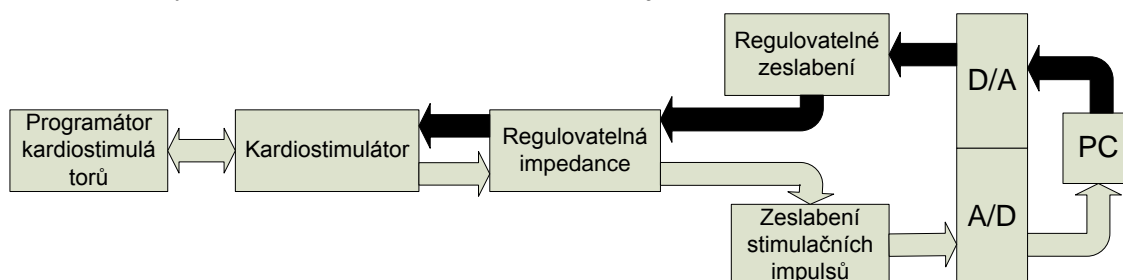 Programátor
kardiostimulá
torů
Kardiostimulátor
Regulovatelná
impedance
Regulovatelné
zeslabení
D/A
PC
A/D
Zeslabení
stimulačních
impulsů